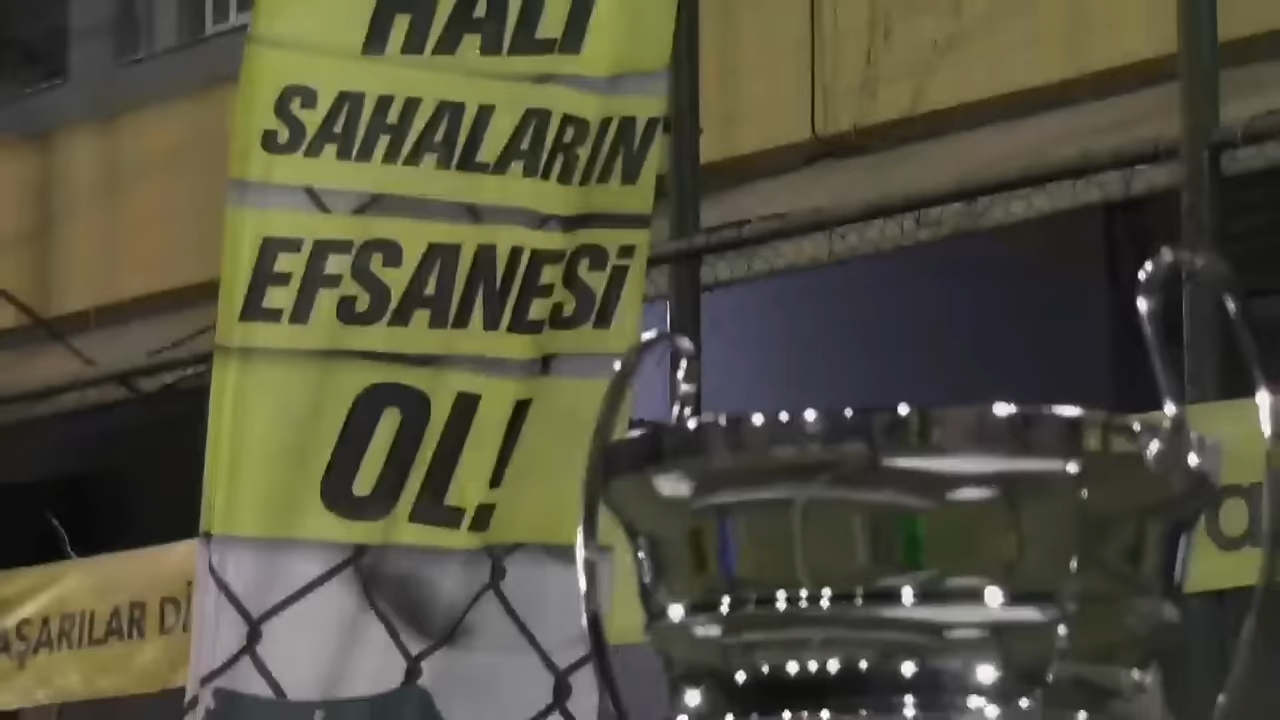 HALI
SAHALARIN
EFSANESİ
OL!
AŞARILAR Dİ
a